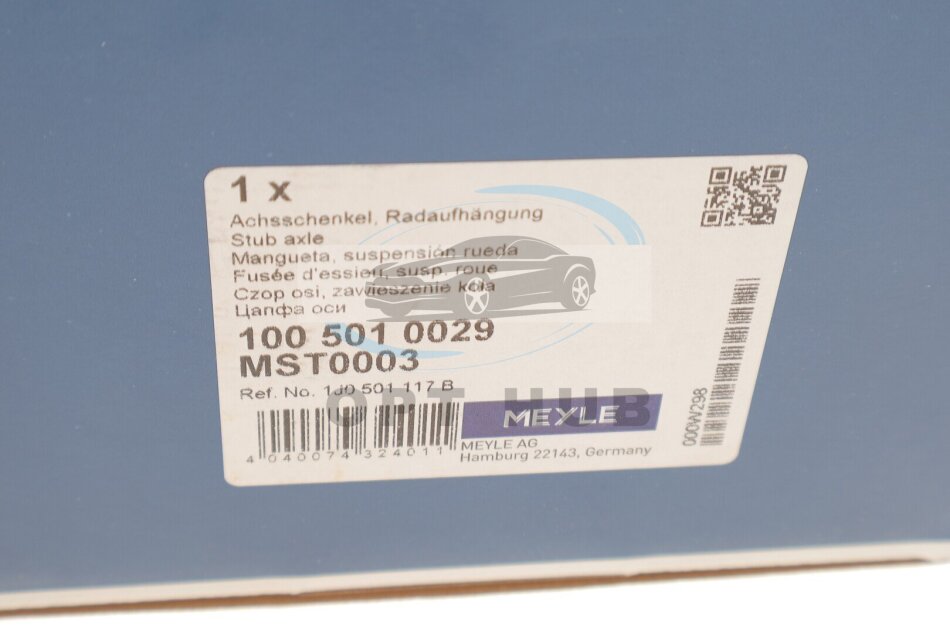 1 x
Achsschenkel, Radaufhängung
Stub axle
Mangueta, suspensión rueda
Fusée d'essieu, susp. roue
Czop osi, zawieszenie koła
Цапфа оси
100 501 0029
MST0003
Ref. No. 1J0 501 117 B
OPT HUB
MEYLE
MEYLE AG
Hamburg 22143, Germany
4 040074 324011
000W298